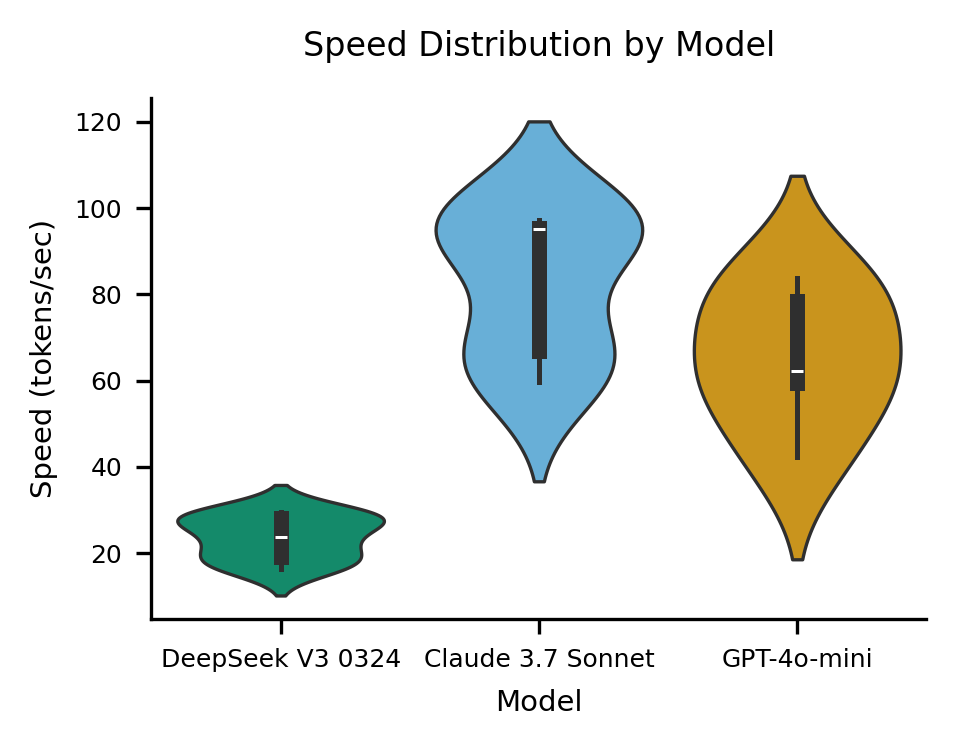 Speed Distribution by Model
Speed (tokens/sec)
120
100
80
60
40
20
DeepSeek V3 0324
Claude 3.7 Sonnet
GPT-4o-mini
Model